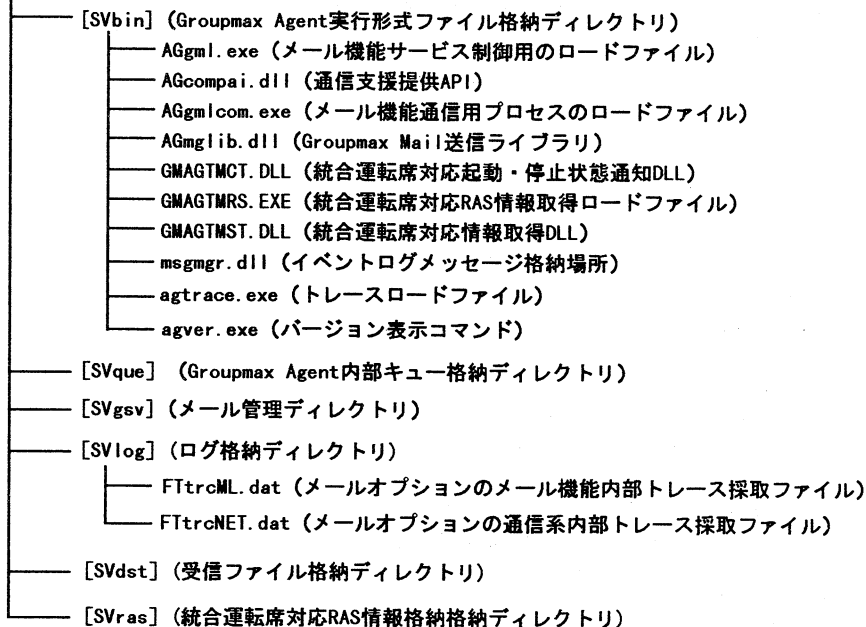 [SVbin] (Groupmax Agent実行形式ファイル格納ディレクトリ)
AGgml.exe (メール機能サービス制御用のロードファイル)
AGcompai.dll (通信支援提供API)
AGgmlcom.exe (メール機能通信用プロセスのロードファイル)
AGmglib.dll (Groupmax Mail送信ライブラリ)
GMAGTMCT.DLL (統合運転席対応起動・停止状態通知DLL)
GMAGTMRS.EXE (統合運転席対応RAS情報取得ロードファイル)
GMAGTMST.DLL (統合運転席対応情報取得DLL)
msgmgr.dll (イベントログメッセージ格納場所)
agtrace.exe (トレースロードファイル)
agver.exe (バージョン表示コマンド)
[SVque] (Groupmax Agent内部キュー格納ディレクトリ)
[SVgsv] (メール管理ディレクトリ)
[SVlog] (ログ格納ディレクトリ)
FTtrcML.dat (メールオプションのメール機能内部トレース採取ファイル)
FTtrcNET.dat (メールオプションの通信系内部トレース採取ファイル)
[SVdst] (受信ファイル格納ディレクトリ)
[SVras] (統合運転席対応RAS情報格納格納ディレクトリ)